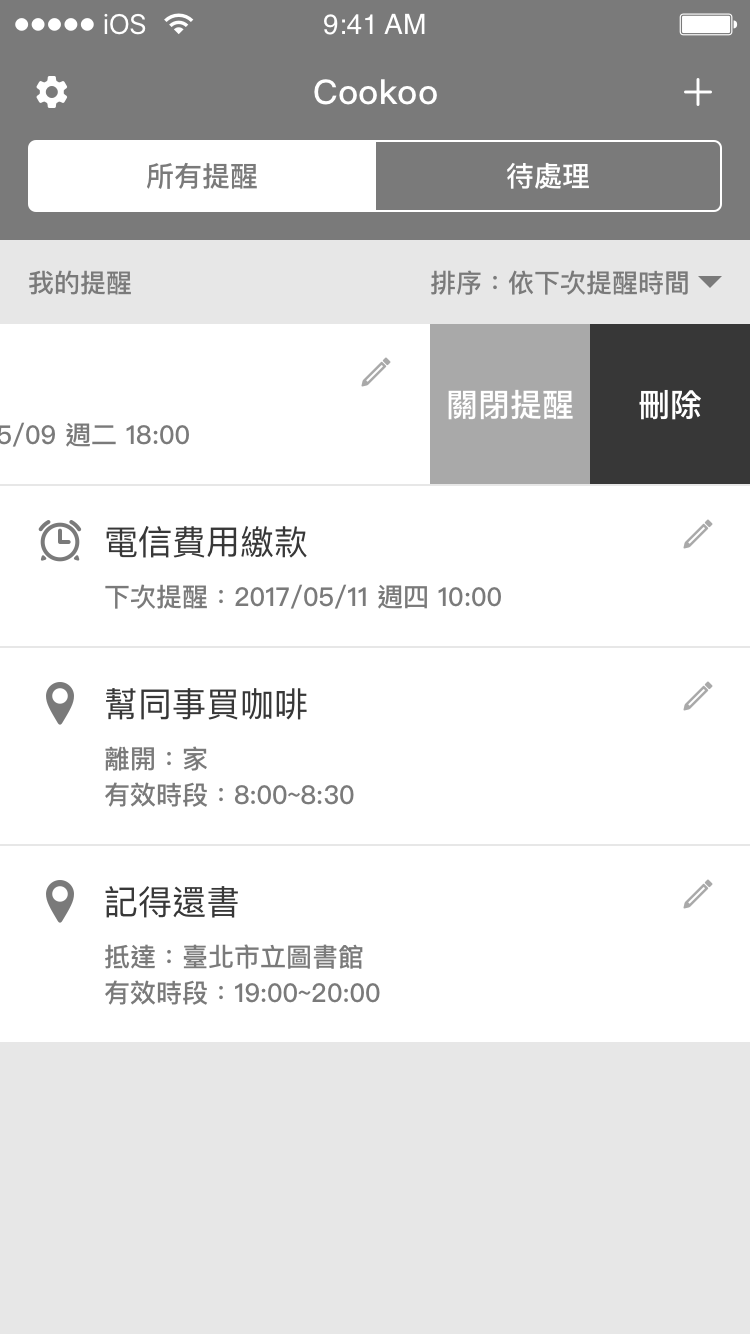 iOS 9:41 AM
Cookoo
所有提醒 待處理
我的提醒 排序：依下次提醒時間
關閉提醒 刪除
5/09 週二 18:00
電信費用繳款
下次提醒：2017/05/11 週四 10:00
幫同事買咖啡
離開：家
有效時段：8:00~8:30
記得還書
抵達：臺北市立圖書館
有效時段：19:00~20:00